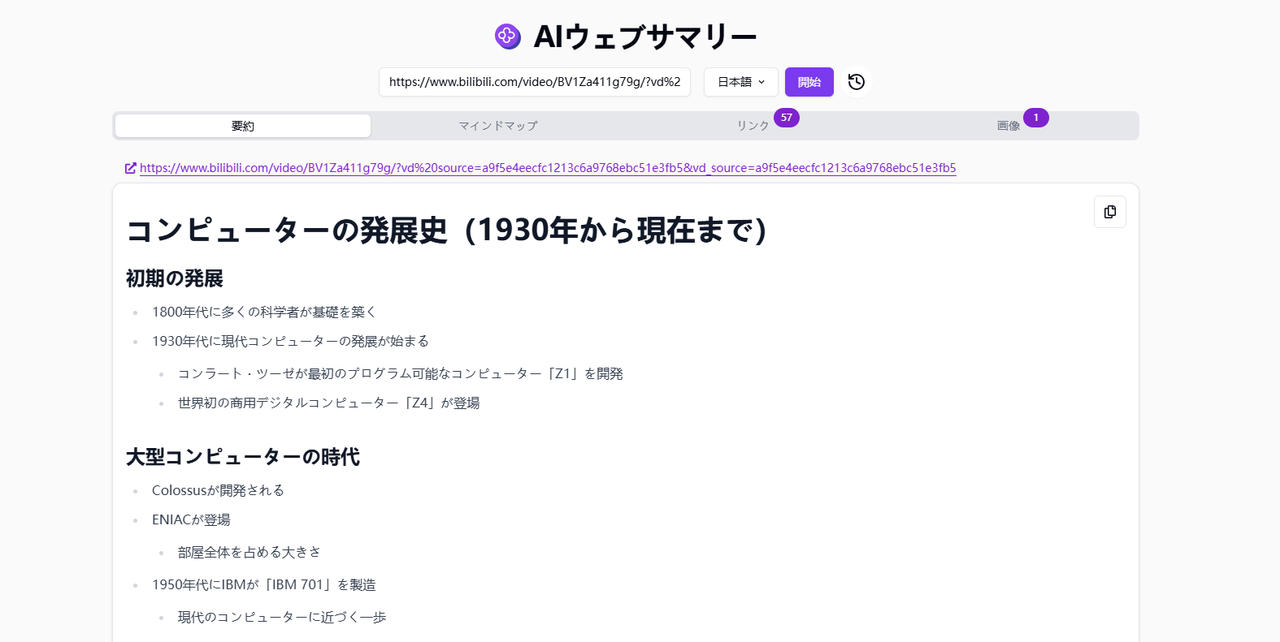 AIウェブサマリー
https://www.bilibili.com/video/BV1Za411g79g/?vd%2
日本語
開始
要約
マインドマップ
リンク 57
画像 1
https://www.bilibili.com/video/BV1Za411g79g/?vd%20source=a9f5e4eecfc1213c6a9768ebc51e3fb5&vd_source=a9f5e4eecfc1213c6a9768ebc51e3fb5
コンピューターの発展史（1930年から現在まで）
初期の発展
1800年代に多くの科学者が基礎を築く
1930年代に現代コンピューターの発展が始まる
コンラート・ツーゼが最初のプログラム可能なコンピューター「Z1」を開発
世界初の商用デジタルコンピューター「Z4」が登場
大型コンピューターの時代
Colossusが開発される
ENIACが登場
部屋全体を占める大きさ
1950年代にIBMが「IBM 701」を製造
現代のコンピューターに近づく一歩